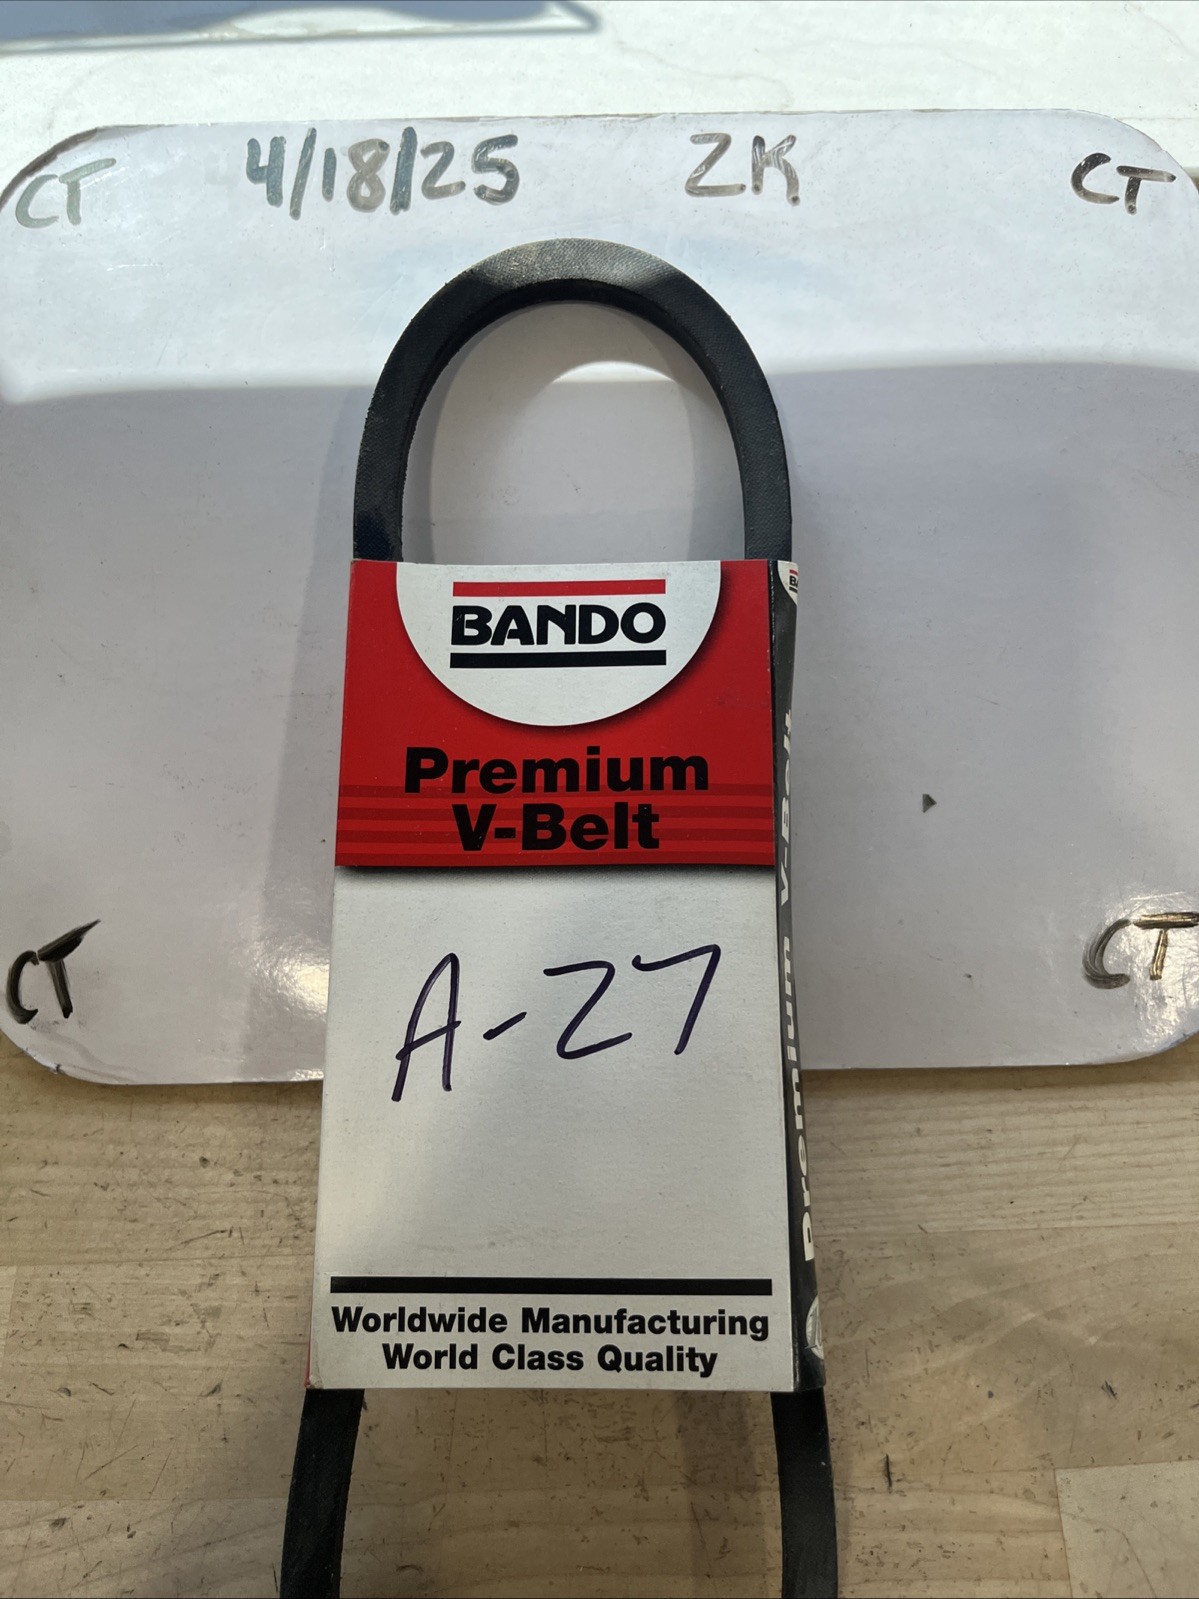 CT 4/18/25 ZK CT
BANDO
Premium
V-Belt
A-27
CT
CT
Worldwide Manufacturing
World Class Quality
Premium V-Belt